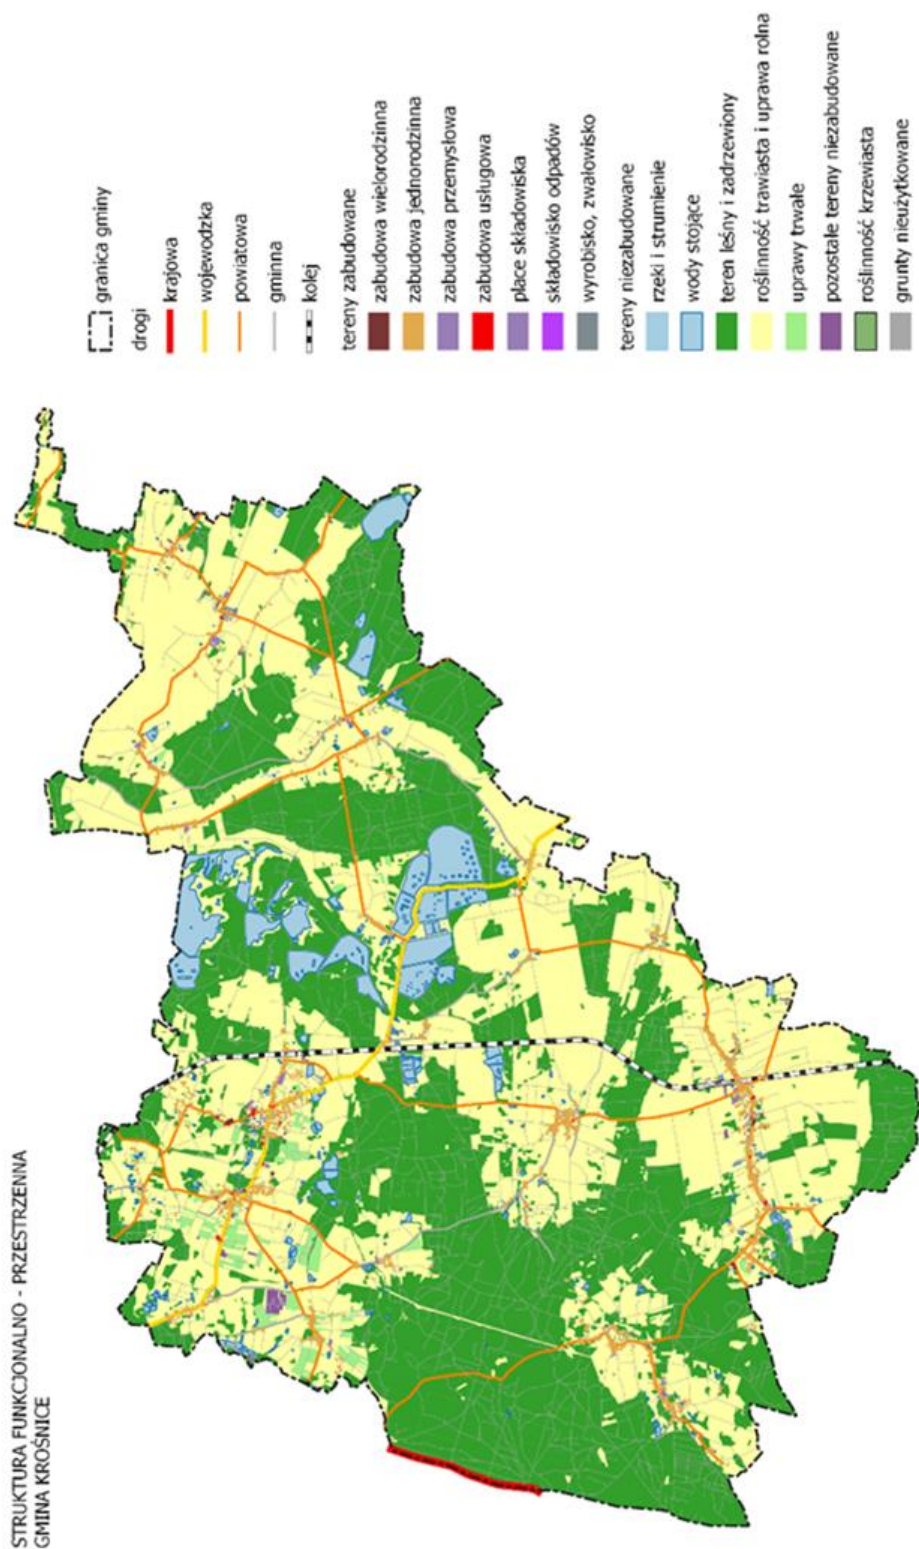 STRUKTURA FUNKCJONALNO - PRZESTRZENNA
GMINA KROŚNICE
granica gminy
drogi
krajowa
wojewodzka
powiatowa
gminna
kolej
tereny zabudowane
zabudowa wielorodzinna
zabudowa jednorodzinna
zabudowa przemysłowa
zabudowa usługowa
place składowiska
składowisko odpadów
wyrobisko, zwałowisko
tereny niezabudowane
rzeki i strumienie
wody stojące
teren leśny i zadrzewiony
roślinność trawiasta i uprawa rolna
uprawy trwałe
pozostałe tereny niezabudowane
roślinność krzewiasta
grunty nieużytkowane